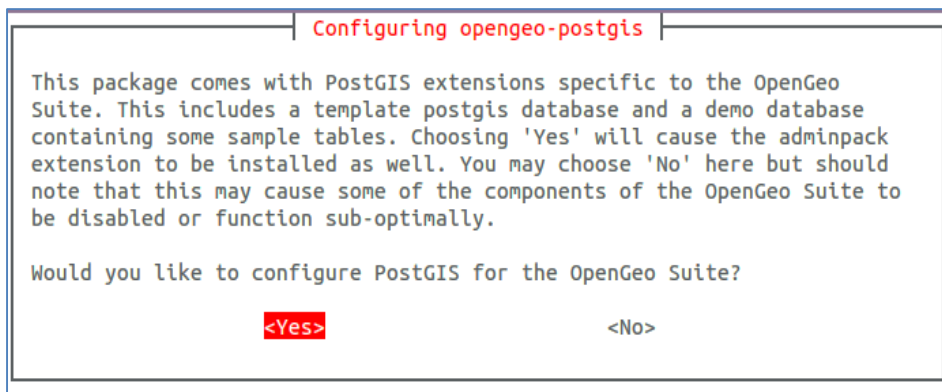 Configuring opengeo-postgis
This package comes with PostGIS extensions specific to the OpenGeo
Suite. This includes a template postgis database and a demo database
containing some sample tables. Choosing 'Yes' will cause the adminpack
extension to be installed as well. You may choose 'No' here but should
note that this may cause some of the components of the OpenGeo Suite to
be disabled or function sub-optimally.
Would you like to configure PostGIS for the OpenGeo Suite?
<Yes> <No>